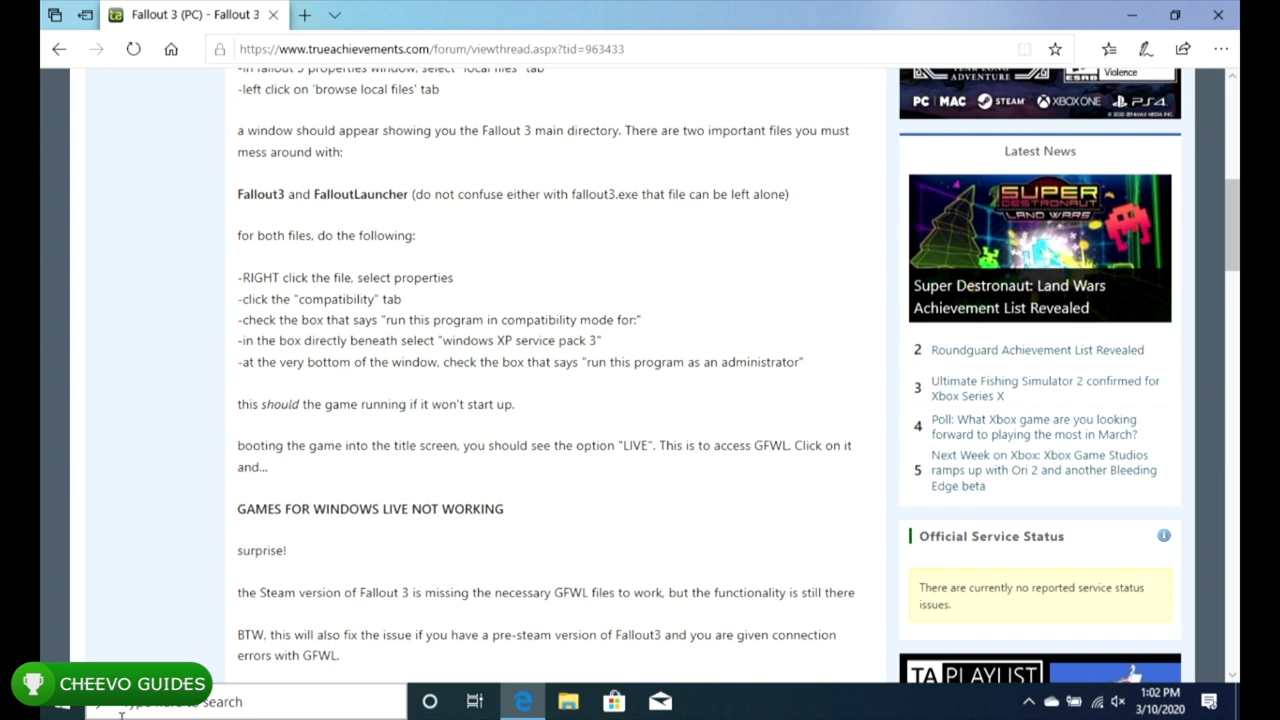 Fallout 3 (PC) - Fallout 3
https://www.trueachievements.com/forum/viewthread.aspx?tid=963433
-left click on 'browse local files' tab
a window should appear showing you the Fallout 3 main directory. There are two important files you must
mess around with:
Fallout3 and FalloutLauncher (do not confuse either with fallout3.exe that file can be left alone)
for both files, do the following:
-RIGHT click the file, select properties
-click the "compatibility" tab
-check the box that says "run this program in compatibility mode for:"
-in the box directly beneath select "windows XP service pack 3"
-at the very bottom of the window, check the box that says "run this program as an administrator"
this should the game running if it won't start up.
booting the game into the title screen, you should see the option "LIVE". This is to access GFWL. Click on it
and...
GAMES FOR WINDOWS LIVE NOT WORKING
surprise!
the Steam version of Fallout 3 is missing the necessary GFWL files to work, but the functionality is still there
BTW, this will also fix the issue if you have a pre-steam version of Fallout3 and you are given connection
errors with GFWL.
ADVENTURE
ESRB
Violence
PC | MAC STEAM XBOX ONE PS4
Latest News
SUPER
DESTRONAUT
LAND WARS
Super Destronaut: Land Wars
Achievement List Revealed
2 Roundguard Achievement List Revealed
3 Ultimate Fishing Simulator 2 confirmed for
Xbox Series X
4 Poll: What Xbox game are you looking
forward to playing the most in March?
5 Next Week on Xbox: Xbox Game Studios
ramps up with Ori 2 and another Bleeding
Edge beta
Official Service Status
There are currently no reported service status
issues.
TA PLAYLIST
CHEEVO GUIDES
here to search
1:02 PM
3/10/2020